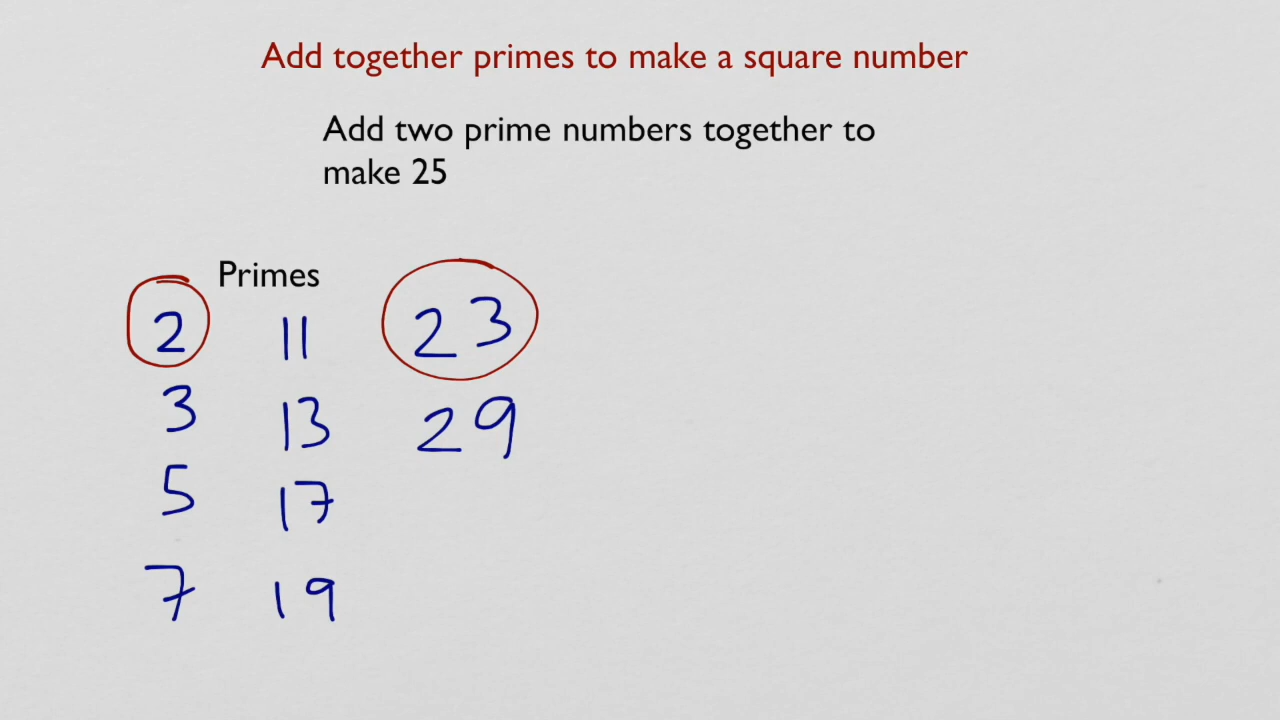 Add together primes to make a square number
Add two prime numbers together to
make 25
Primes
2 11 23
3 13 29
5 17
7 19